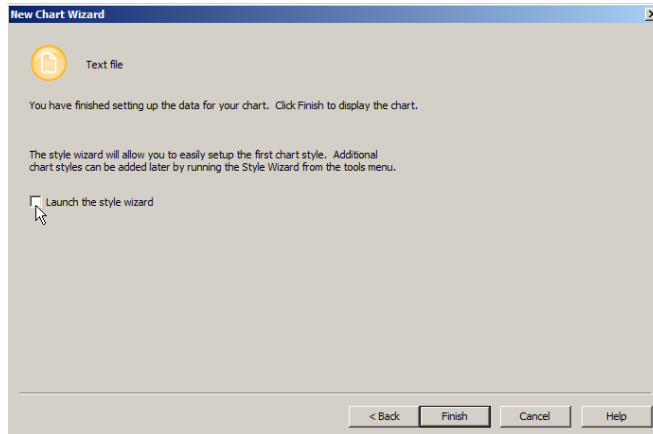 New Chart Wizard
Text file
You have finished setting up the data for your chart. Click Finish to display the chart.
The style wizard will allow you to easily setup the first chart style. Additional
chart styles can be added later by running the Style Wizard from the tools menu.
Launch the style wizard
< Back Finish Cancel Help